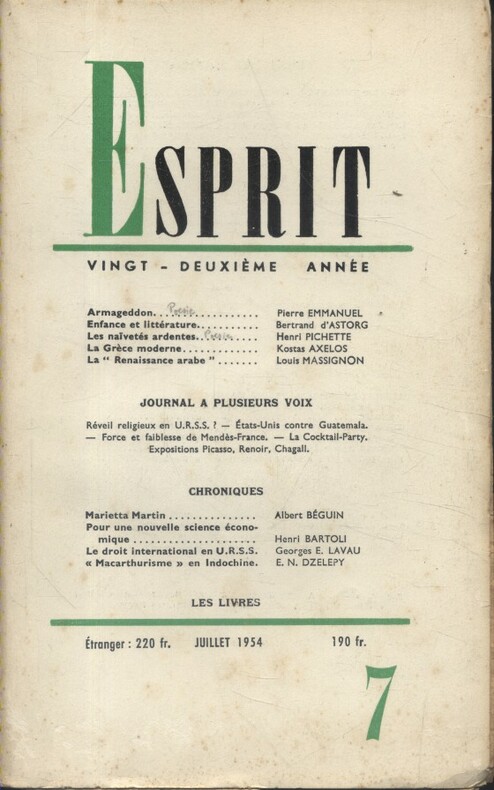 ESPRIT
VINGT - DEUXIÈME ANNÉE
Armageddon. Poésie ............ Pierre EMMANUEL
Enfance et littérature........... Bertrand d'ASTORG
Les naïvetés ardentes.. Poésie .... Henri PICHETTE
La Grèce moderne.............. Kostas AXELOS
La “ Renaissance arabe ” ....... Louis MASSIGNON
JOURNAL A PLUSIEURS VOIX
Réveil religieux en U.R.S.S. ? — États-Unis contre Guatemala.
— Force et faiblesse de Mendès-France. — La Cocktail-Party.
Expositions Picasso, Renoir, Chagall.
CHRONIQUES
Marietta Martin ............... Albert BÉGUIN
Pour une nouvelle science écono-
mique ..................... Henri BARTOLI
Le droit international en U.R.S.S. Georges E. LAVAU
« Macarthurisme » en Indochine. E. N. DZELEPY
LES LIVRES
Étranger : 220 fr. JUILLET 1954 190 fr.
7